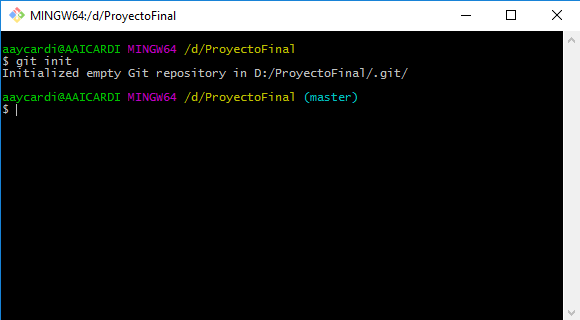 MINGW64:/d/ProyectoFinal
aaycardi@AAICARDI MINGW64 /d/ProyectoFinal
$ git init
Initialized empty Git repository in D:/ProyectoFinal/.git/
aaycardi@AAICARDI MINGW64 /d/ProyectoFinal (master)
$